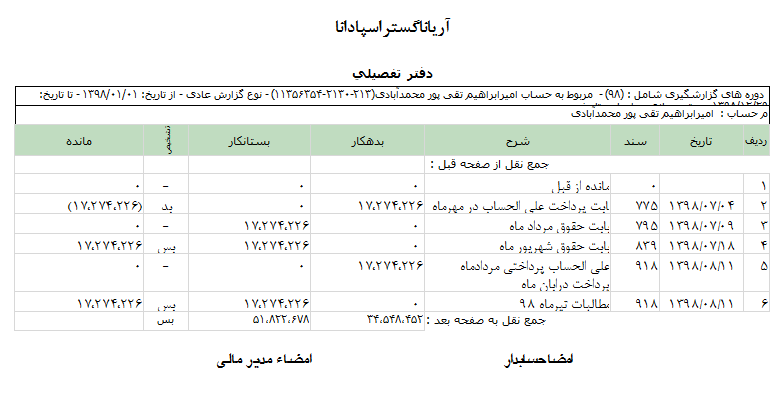 آریاناگستر اسپادانا
دفتر تفصیلی
دوره های گزارشگیری شامل : (۹۸) - مربوط به حساب امیرابراهیم تقی پور محمدآبادی(۲۱۳-۲۱۳۰-۱۱۳۵۶۳۵۴) - نوع گزارش عادی - از تاریخ: ۱۳۹۸/۰۱/۰۱ - تا تاریخ:
م حساب : امیرابراهیم تقی پور محمدآبادی
ردیف تاریخ سند شرح بدهکار بستانکار تشخیص مانده
جمع نقل از صفحه قبل :
۱ ۰ مانده از قبل ۰ ۰ - ۰
۲ ۱۳۹۸/۰۷/۰۴ ۷۷۵ بابت پرداخت علی الحساب در مهرماه ۱۷،۲۷۴،۲۲۶ ۰ بد (۱۷،۲۷۴،۲۲۶)
۳ ۱۳۹۸/۰۷/۰۹ ۷۹۵ بابت حقوق مرداد ماه ۰ ۱۷،۲۷۴،۲۲۶ - ۰
۴ ۱۳۹۸/۰۷/۱۸ ۸۳۹ بابت حقوق شهریور ماه ۰ ۱۷،۲۷۴،۲۲۶ بس ۱۷،۲۷۴،۲۲۶
۵ ۱۳۹۸/۰۸/۱۱ ۹۱۸ علی الحساب پرداختی مردادماه ۱۷،۲۷۴،۲۲۶ ۰ - ۰
پرداخت درابان ماه
۶ ۱۳۹۸/۰۸/۱۱ ۹۱۸ مطالبات تیرماه ۹۸ ۰ ۱۷،۲۷۴،۲۲۶ بس ۱۷،۲۷۴،۲۲۶
جمع نقل به صفحه بعد : ۳۴،۵۴۸،۴۵۲ ۵۱،۸۲۲،۶۷۸ بس
امضاحسابدار امضاء مدیر مالی